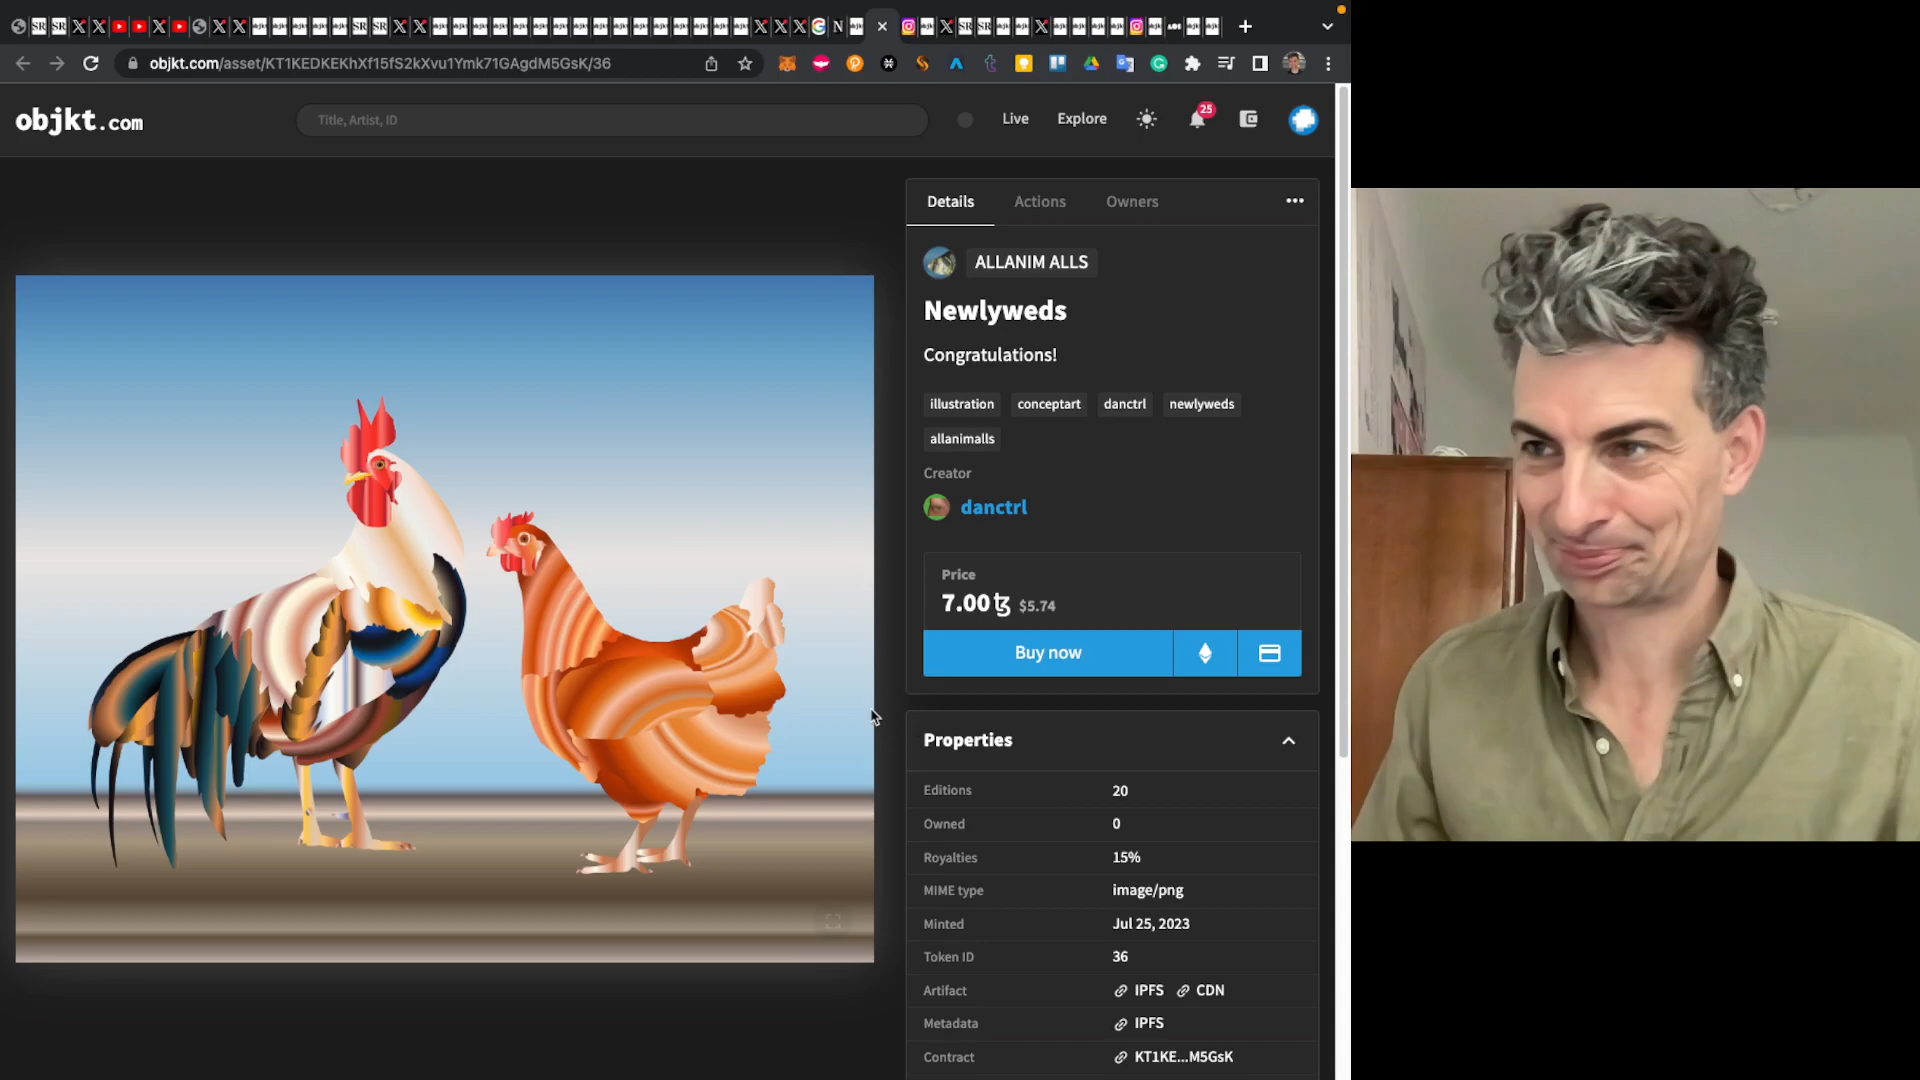 objkt.com/asset/KT1KEDKEKhXf15fS2kXvu1Ymk71GAgdM5GsK/36
objkt.com
Title, Artist, ID
Live
Explore
25
Details
Actions
Owners
ALLANIM ALLS
Newlyweds
Congratulations!
illustration
conceptart
danctrl
newlyweds
allanimalls
Creator
danctrl
Price
7.00 ꜩ $5.74
Buy now
Properties
Editions 20
Owned 0
Royalties 15%
MIME type image/png
Minted Jul 25, 2023
Token ID 36
Artifact IPFS CDN
Metadata IPFS
Contract KT1KE...M5GsK